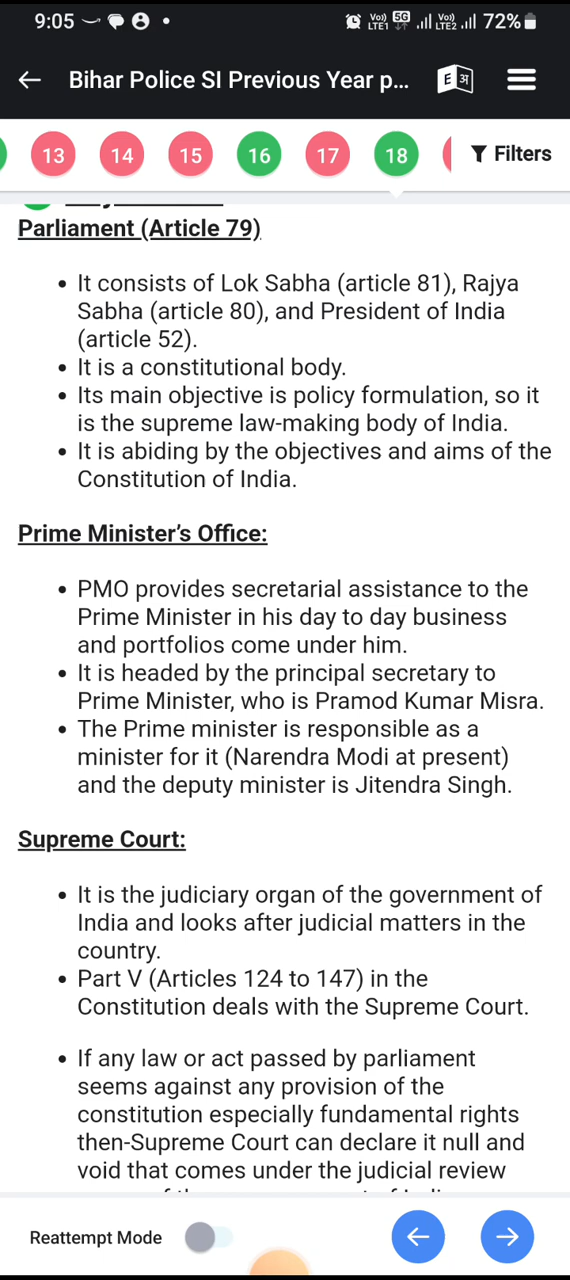 9:05
Vo)) LTE1 5G Vo)) LTE2 72%
Bihar Police SI Previous Year p...
E अ
13 14 15 16 17 18 Filters
Parliament (Article 79)
• It consists of Lok Sabha (article 81), Rajya
Sabha (article 80), and President of India
(article 52).
• It is a constitutional body.
• Its main objective is policy formulation, so it
is the supreme law-making body of India.
• It is abiding by the objectives and aims of the
Constitution of India.
Prime Minister's Office:
• PMO provides secretarial assistance to the
Prime Minister in his day to day business
and portfolios come under him.
• It is headed by the principal secretary to
Prime Minister, who is Pramod Kumar Misra.
• The Prime minister is responsible as a
minister for it (Narendra Modi at present)
and the deputy minister is Jitendra Singh.
Supreme Court:
• It is the judiciary organ of the government of
India and looks after judicial matters in the
country.
• Part V (Articles 124 to 147) in the
Constitution deals with the Supreme Court.
• If any law or act passed by parliament
seems against any provision of the
constitution especially fundamental rights
then-Supreme Court can declare it null and
void that comes under the judicial review
Reattempt Mode